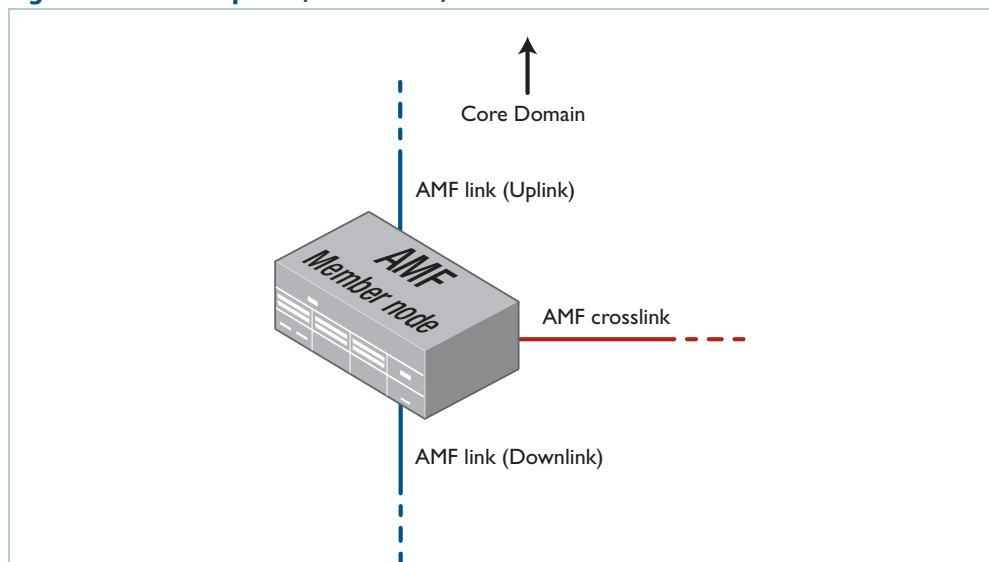 Core Domain
AMF link (Uplink)
AMF
Member node
AMF crosslink
AMF link (Downlink)